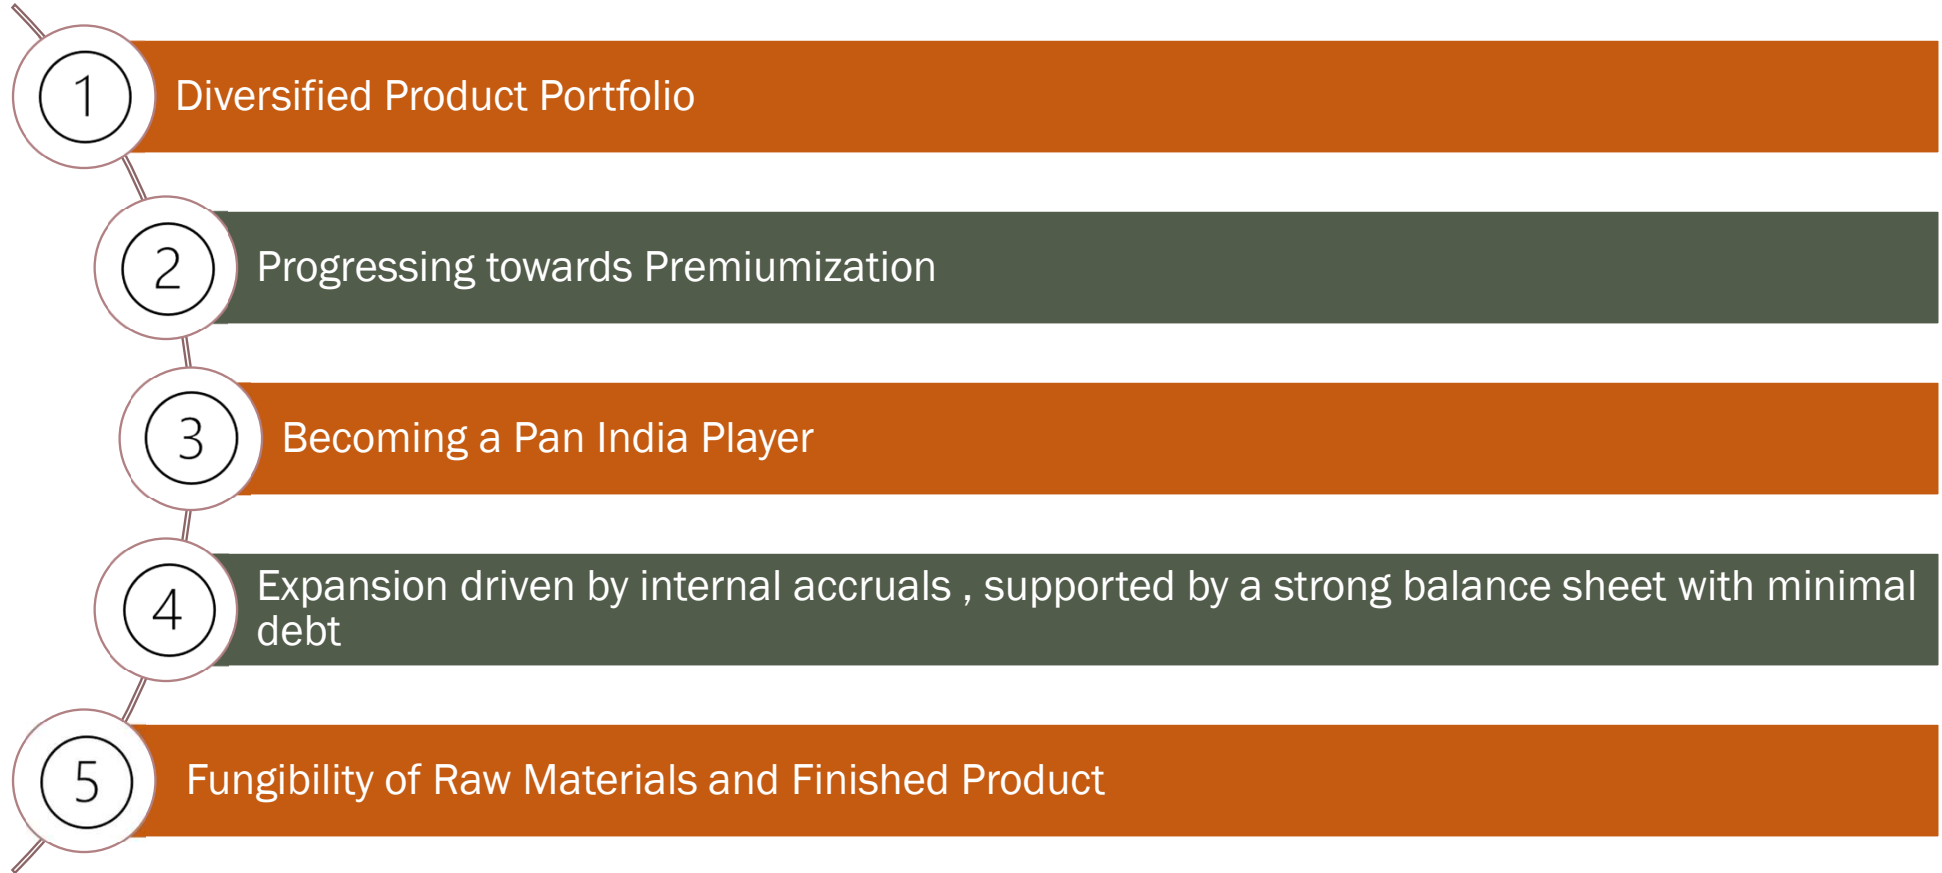 1
Diversified Product Portfolio
2
Progressing towards Premiumization
3
Becoming a Pan India Player
4
Expansion driven by internal accruals , supported by a strong balance sheet with minimal
debt
5
Fungibility of Raw Materials and Finished Product